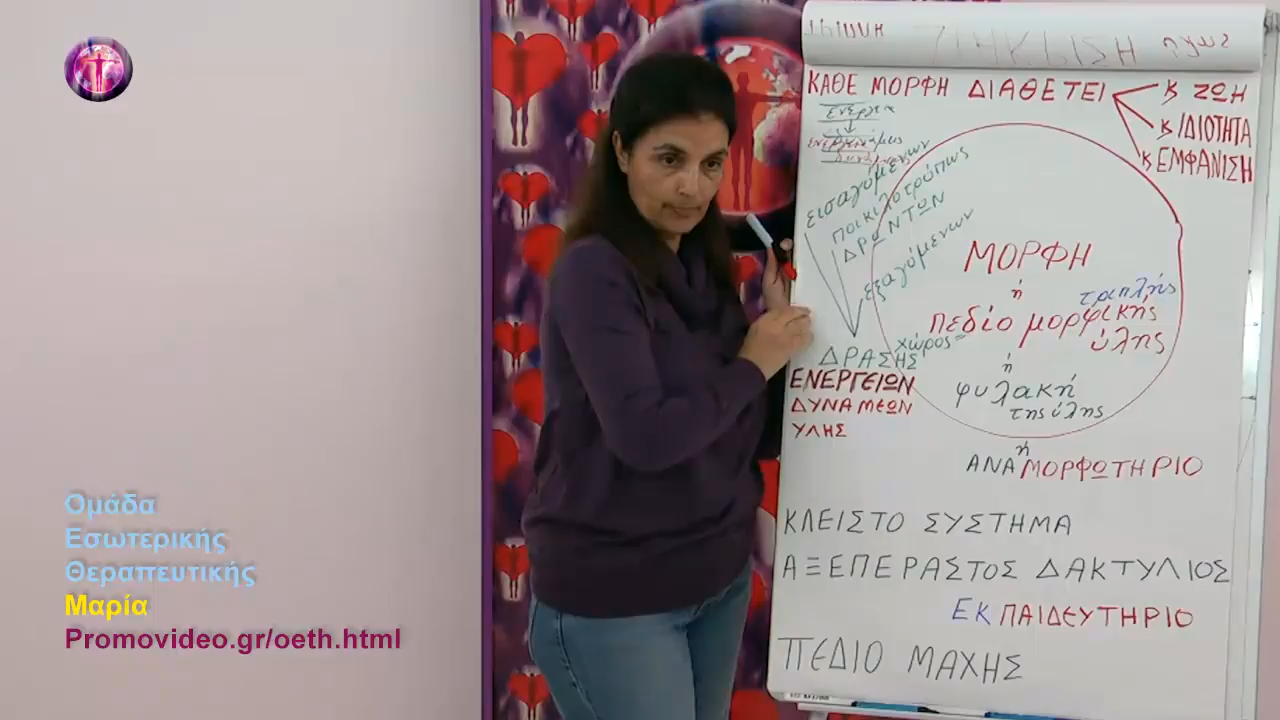 ΚΑΘΕ ΜΟΡΦΗ ΔΙΑΘΕΤΕΙ
κ ΖΩΗ
κ ΙΔΙΟΤΗΤΑ
κ ΕΜΦΑΝΙΣΗ
ενέργεια
εισαγόμενων
ποικιλοτρόπως
ΔΡΩΝΤΩΝ
εξαγόμενων
ΔΡΑΣΗΣ
ΕΝΕΡΓΕΙΩΝ
ΔΥΝΑΜΕΩΝ
ΥΛΗΣ
ΜΟΡΦΗ
ή
τριπλής
πεδίο μορφικής
ύλης
χώρος =
ή
φυλακή
της ύλης
ή
ΑΝΑΜΟΡΦΩΤΗΡΙΟ
ΚΛΕΙΣΤΟ ΣΥΣΤΗΜΑ
ΑΞΕΠΕΡΑΣΤΟΣ ΔΑΚΤΥΛΙΟΣ
ΕΚΠΑΙΔΕΥΤΗΡΙΟ
ΠΕΔΙΟ ΜΑΧΗΣ
Ομάδα
Εσωτερικής
Θεραπευτικής
Μαρία
Promovideo.gr/oeth.html